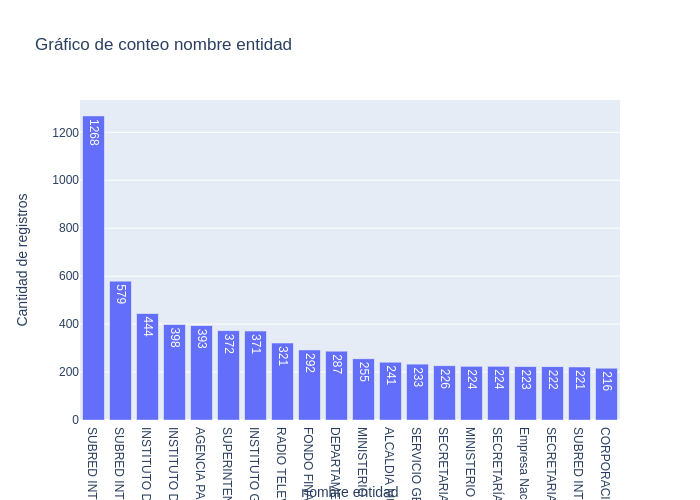 Gráfico de conteo nombre entidad
Cantidad de registros
1200
1000
800
600
400
200
0
1268
579
444
398
393
372
371
321
292
287
255
241
233
226
224
224
223
222
221
216
SUBRED INT
SUBRED INT
INSTITUTO D
INSTITUTO D
AGENCIA PA
SUPERINTEN
INSTITUTO G
RADIO TELE
FONDO FIN
DEPARTAM
MINISTERIO
ALCALDIA
SERVICIO GE
SECRETARIA
MINISTERIO
SECRETARÍA
Empresa Nac
SECRETARIA
SUBRED INT
CORPORACI
nombre entidad